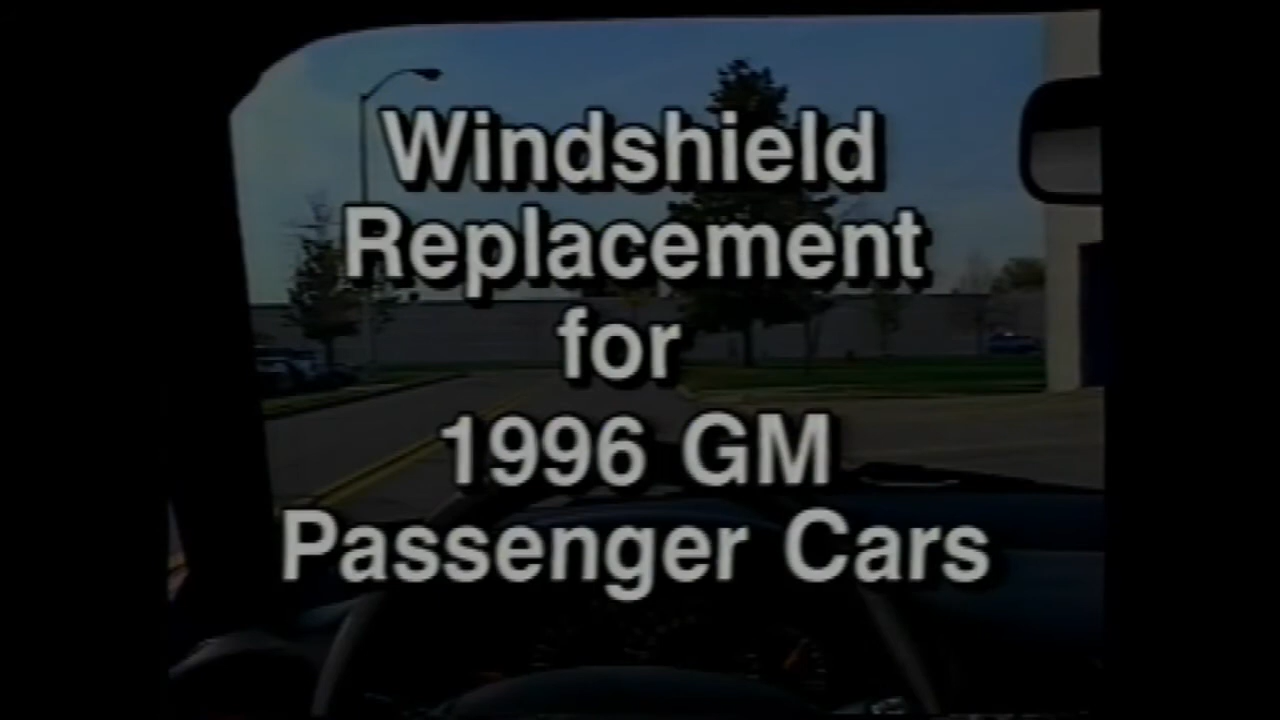 Windshield
Replacement
for
1996 GM
Passenger Cars